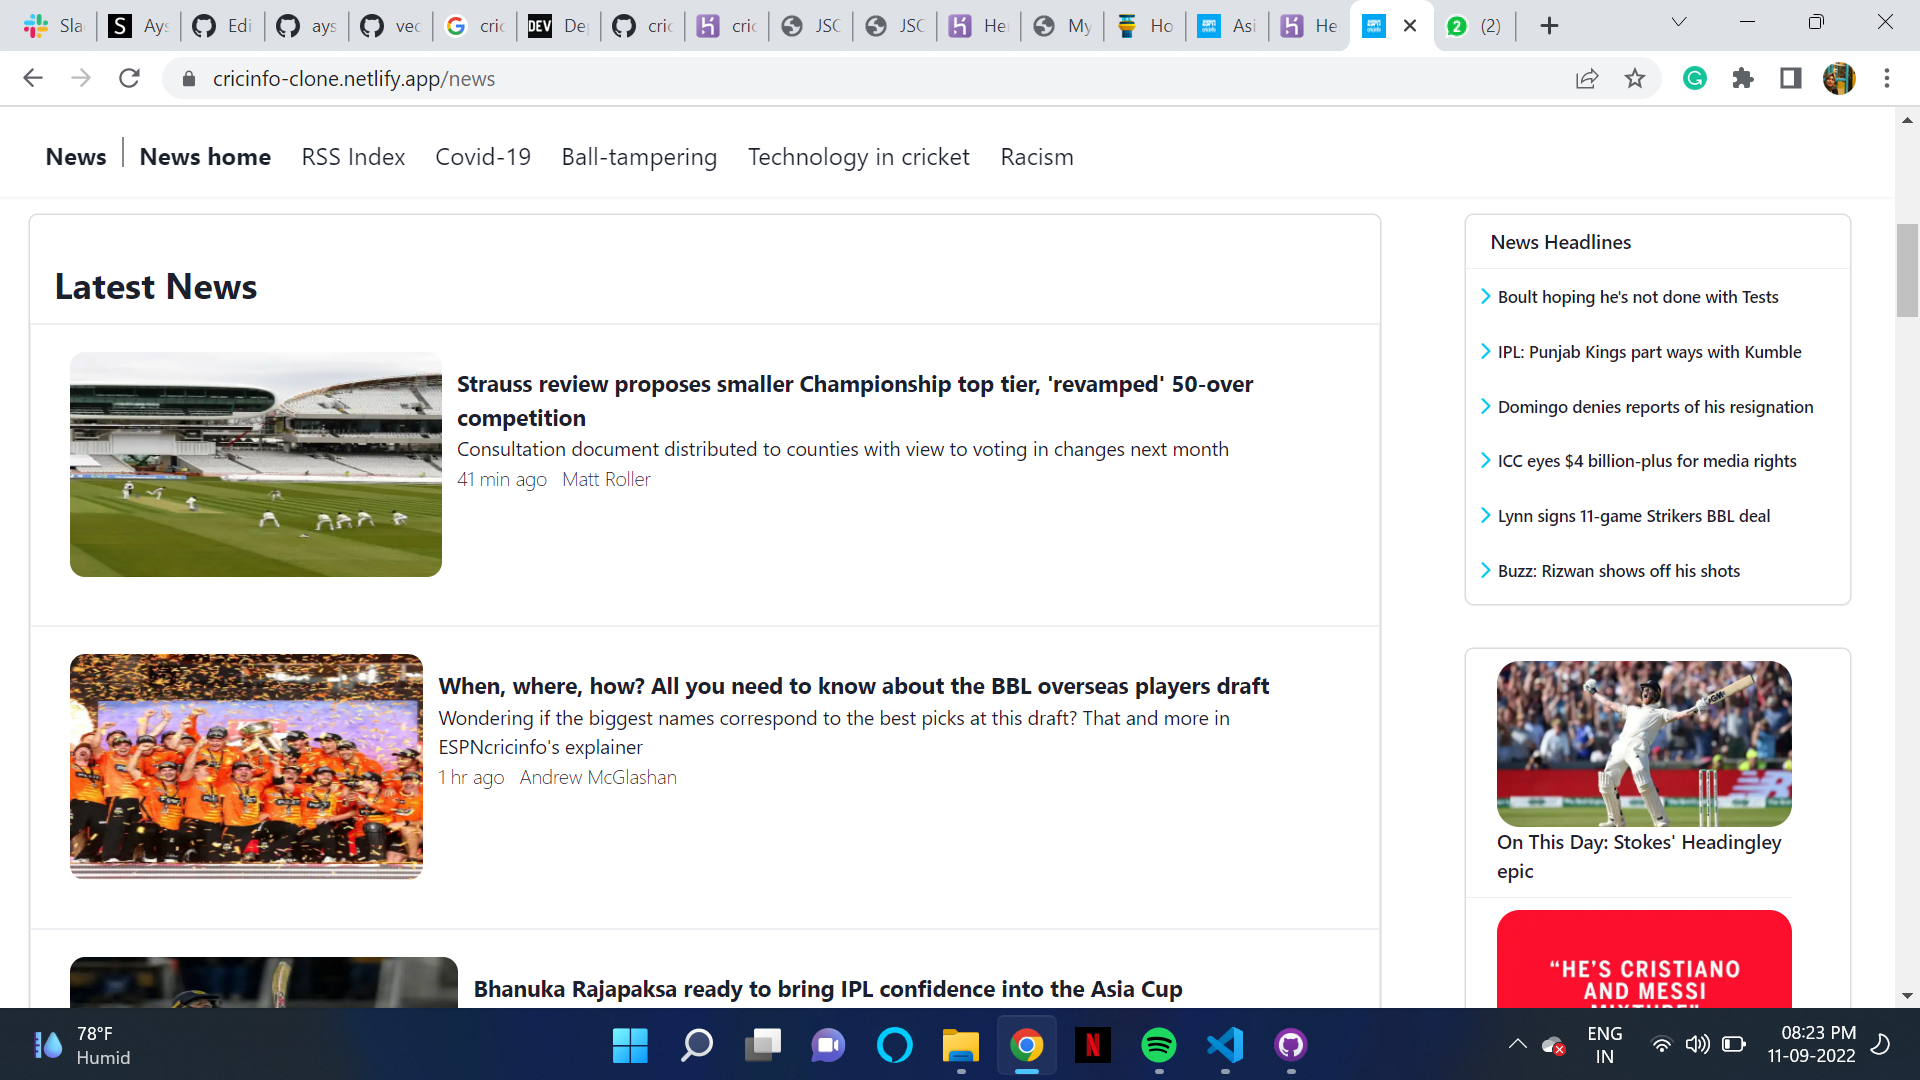 Sla
S Ays
Edi
ays
vec
cric
DEV Dep
cric
cric
JSC
JSC
Her
My
Ho
Asi
He
2 (2)
cricinfo-clone.netlify.app/news
News
News home
RSS Index
Covid-19
Ball-tampering
Technology in cricket
Racism
Latest News
Strauss review proposes smaller Championship top tier, 'revamped' 50-over
competition
Consultation document distributed to counties with view to voting in changes next month
41 min ago Matt Roller
When, where, how? All you need to know about the BBL overseas players draft
Wondering if the biggest names correspond to the best picks at this draft? That and more in
ESPNcricinfo's explainer
1 hr ago Andrew McGlashan
Bhanuka Rajapaksa ready to bring IPL confidence into the Asia Cup
News Headlines
Boult hoping he's not done with Tests
IPL: Punjab Kings part ways with Kumble
Domingo denies reports of his resignation
ICC eyes $4 billion-plus for media rights
Lynn signs 11-game Strikers BBL deal
Buzz: Rizwan shows off his shots
On This Day: Stokes' Headingley
epic
“HE’S CRISTIANO
AND MESSI
MIXTURE”
78°F
Humid
N
ENG
IN
08:23 PM
11-09-2022